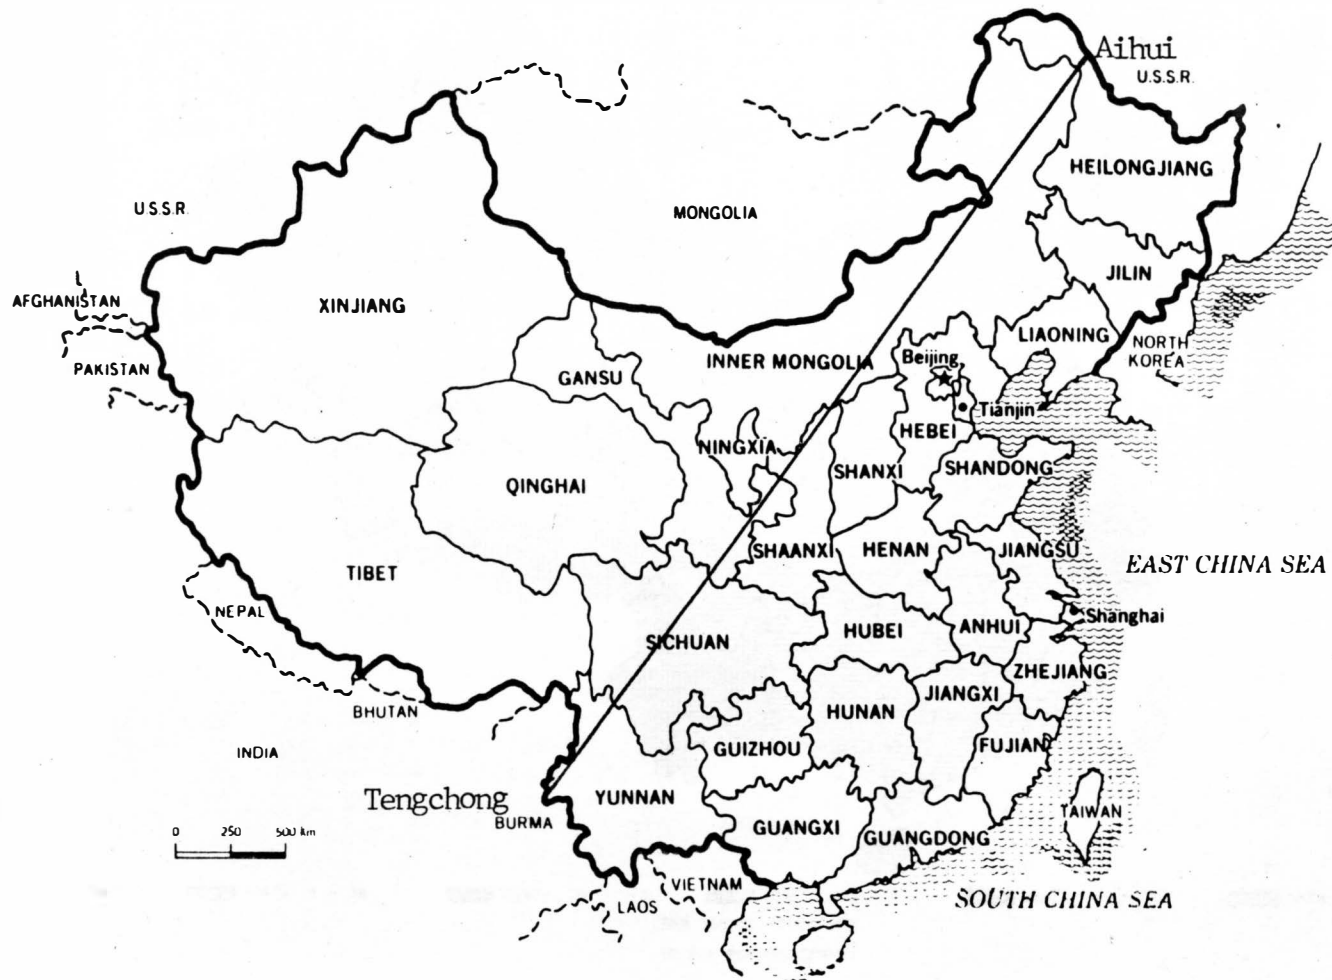 Aihui
U.S.S.R.
HEILONGJIANG
U.S.S.R.
MONGOLIA
JILIN
AFGHANISTAN
XINJIANG
LIAONING
NORTH
KOREA
PAKISTAN
GANSU
INNER MONGOLIA
Beijing
Tianjin
HEBEI
NINGXIA
SHANXI
SHANDONG
QINGHAI
SHAANXI
HENAN
JIANGSU
EAST CHINA SEA
TIBET
NEPAL
Shanghai
SICHUAN
HUBEI
ANHUI
ZHEJIANG
JIANGXI
BHUTAN
HUNAN
INDIA
GUIZHOU
FUJIAN
Tengchong
YUNNAN
BURMA
TAIWAN
GUANGXI
GUANGDONG
0 250 500 km
VIETNAM
LAOS
SOUTH CHINA SEA